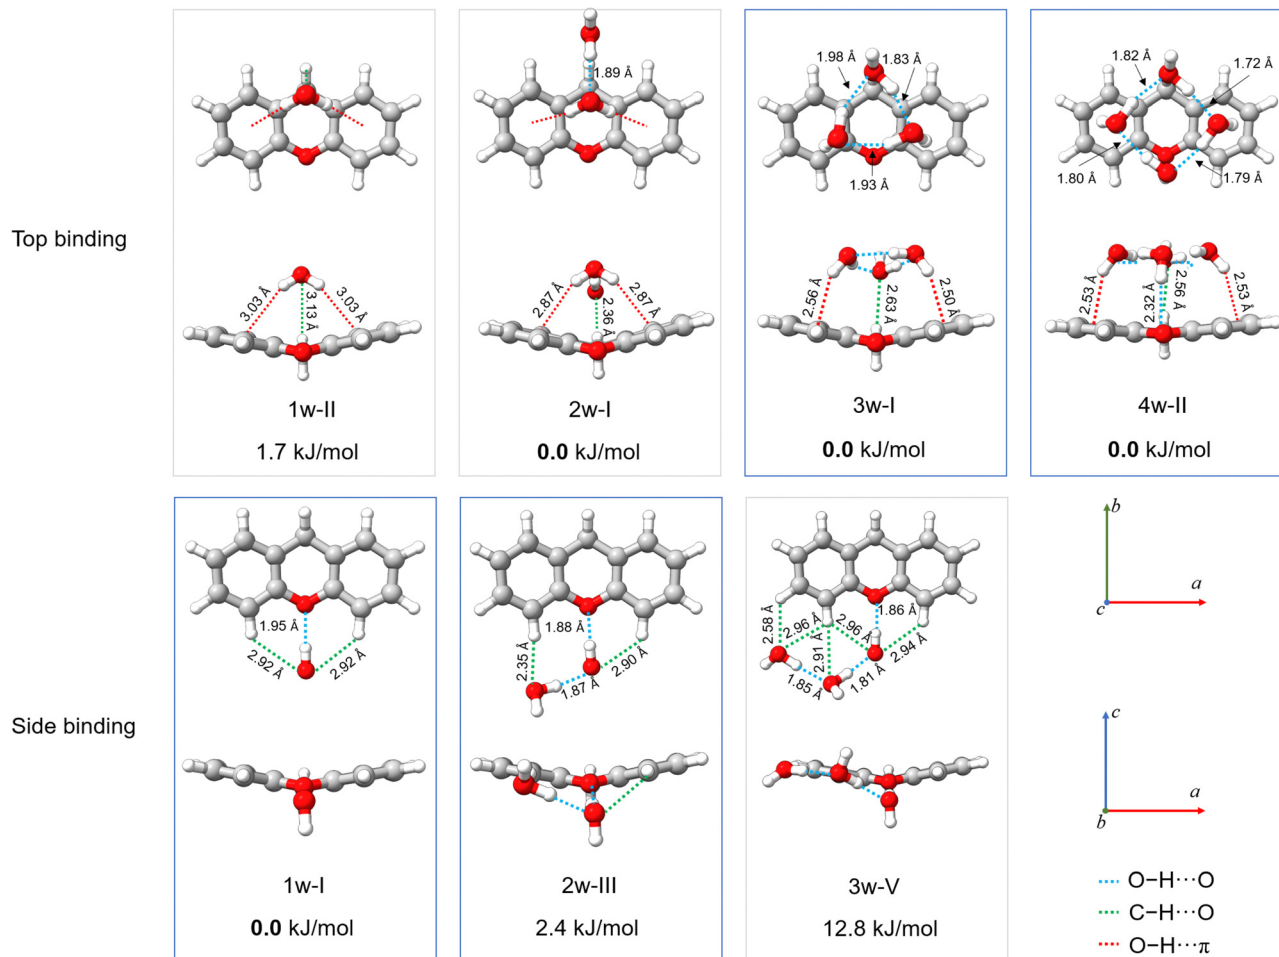 Top binding
1.89 Å
1.98 Å
1.83 Å
1.93 Å
1.82 Å
1.72 Å
1.80 Å
1.79 Å
3.03 Å
3.13 Å
3.03 Å
2.87 Å
2.36 Å
2.87 Å
2.56 Å
2.63 Å
2.50 Å
2.53 Å
2.32 Å
2.56 Å
2.53 Å
1w-II
2w-I
3w-I
4w-II
1.7 kJ/mol
0.0 kJ/mol
0.0 kJ/mol
0.0 kJ/mol
Side binding
1.95 Å
2.92 Å
2.92 Å
1.88 Å
2.35 Å
1.87 Å
2.90 Å
1.86 Å
2.58 Å
2.96 Å
2.96 Å
2.91 Å
2.94 Å
1.85 Å
1.81 Å
b
c
a
c
b
a
1w-I
2w-III
3w-V
0.0 kJ/mol
2.4 kJ/mol
12.8 kJ/mol
O−H···O
C−H···O
O−H···π